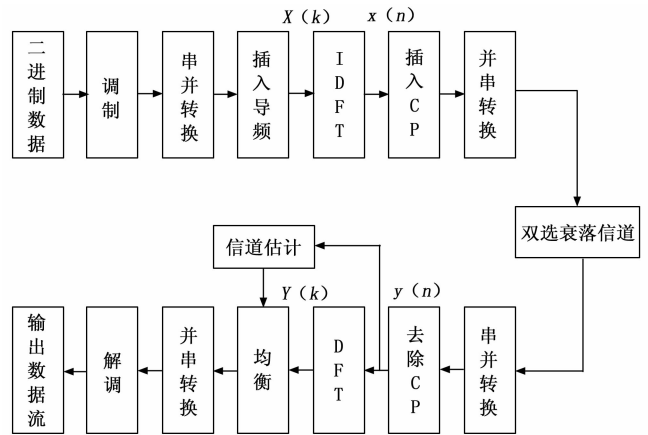 X(k)
x(n)
二进制数据
调制
串并转换
插入导频
IDFT
插入CP
并串转换
双选衰落信道
信道估计
Y(k)
y(n)
输出数据流
解调
并串转换
均衡
DFT
去除CP
串并转换